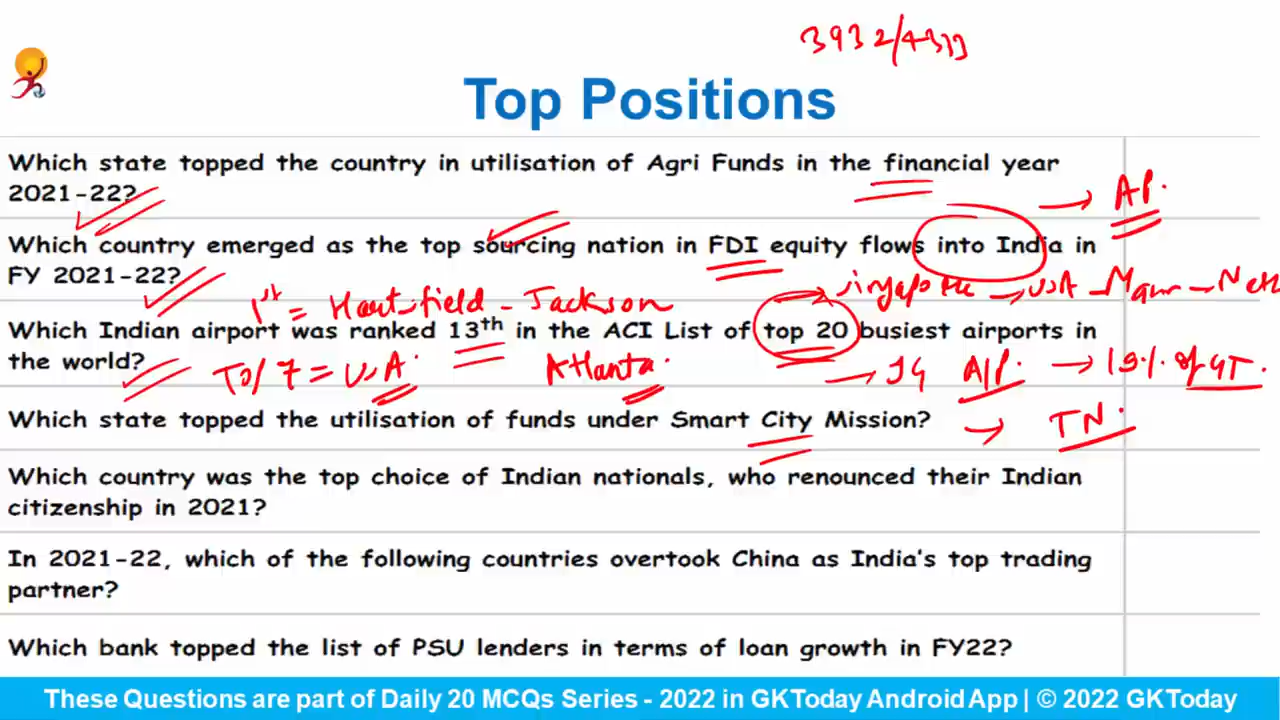 3932/4
Top Positions
Which state topped the country in utilisation of Agri Funds in the financial year
2021-22?
→ AP.
Which country emerged as the top sourcing nation in FDI equity flows into India in
FY 2021-22?
Singapore → USA - Maur - Neth
1st = Hartsfield - Jackson
Which Indian airport was ranked 13th in the ACI List of top 20 busiest airports in
the world?
Top 7 = USA.
Atlanta.
→ IG A/P. → 19% of GT.
Which state topped the utilisation of funds under Smart City Mission?
→ TN.
Which country was the top choice of Indian nationals, who renounced their Indian
citizenship in 2021?
In 2021-22, which of the following countries overtook China as India's top trading
partner?
Which bank topped the list of PSU lenders in terms of loan growth in FY22?
These Questions are part of Daily 20 MCQs Series - 2022 in GKToday Android App | © 2022 GKToday